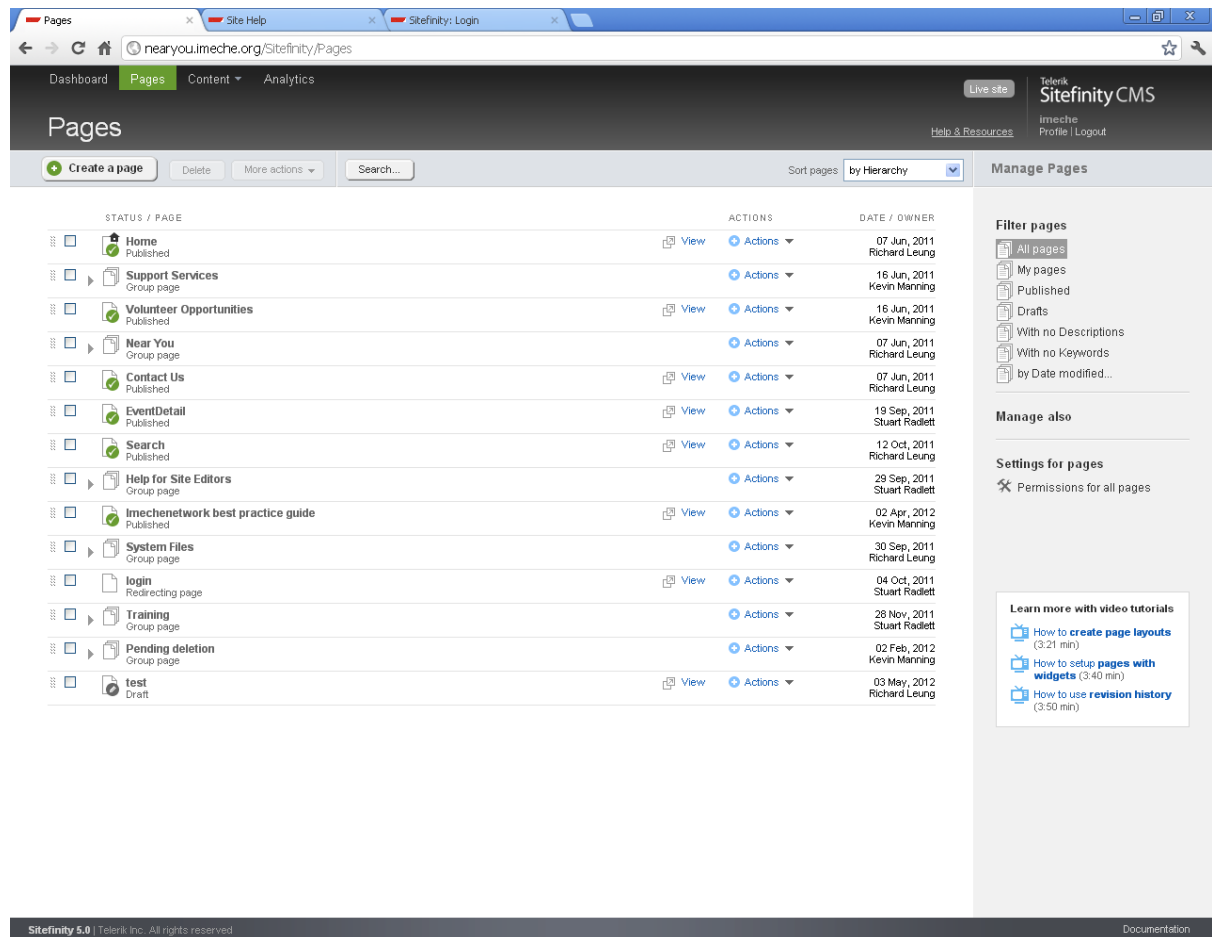 Pages
Site Help
Sitefinity: Login
nearyou.imeche.org/Sitefinity/Pages
Dashboard Pages Content Analytics
Live site
Telerik
Sitefinity CMS
imeche
Profile | Logout
Help & Resources
Pages
Create a page Delete More actions Search...
Sort pages by Hierarchy
Manage Pages
STATUS / PAGE ACTIONS DATE / OWNER
Home View Actions 07 Jun, 2011
Published Richard Leung
Support Services Actions 16 Jun, 2011
Group page Kevin Manning
Volunteer Opportunities View Actions 16 Jun, 2011
Published Kevin Manning
Near You Actions 07 Jun, 2011
Group page Richard Leung
Contact Us View Actions 07 Jun, 2011
Published Richard Leung
EventDetail View Actions 19 Sep, 2011
Published Stuart Radlett
Search View Actions 12 Oct, 2011
Published Richard Leung
Help for Site Editors Actions 29 Sep, 2011
Group page Stuart Radlett
Imechenetwork best practice guide View Actions 02 Apr, 2012
Published Kevin Manning
System Files Actions 30 Sep, 2011
Group page Richard Leung
login View Actions 04 Oct, 2011
Redirecting page Stuart Radlett
Training Actions 28 Nov, 2011
Group page Stuart Radlett
Pending deletion Actions 02 Feb, 2012
Group page Kevin Manning
test View Actions 03 May, 2012
Draft Richard Leung
Filter pages
All pages
My pages
Published
Drafts
With no Descriptions
With no Keywords
by Date modified...
Manage also
Settings for pages
Permissions for all pages
Learn more with video tutorials
How to create page layouts
(3:21 min)
How to setup pages with
widgets (3:40 min)
How to use revision history
(3:50 min)
Sitefinity 5.0 | Telerik Inc. All rights reserved
Documentation